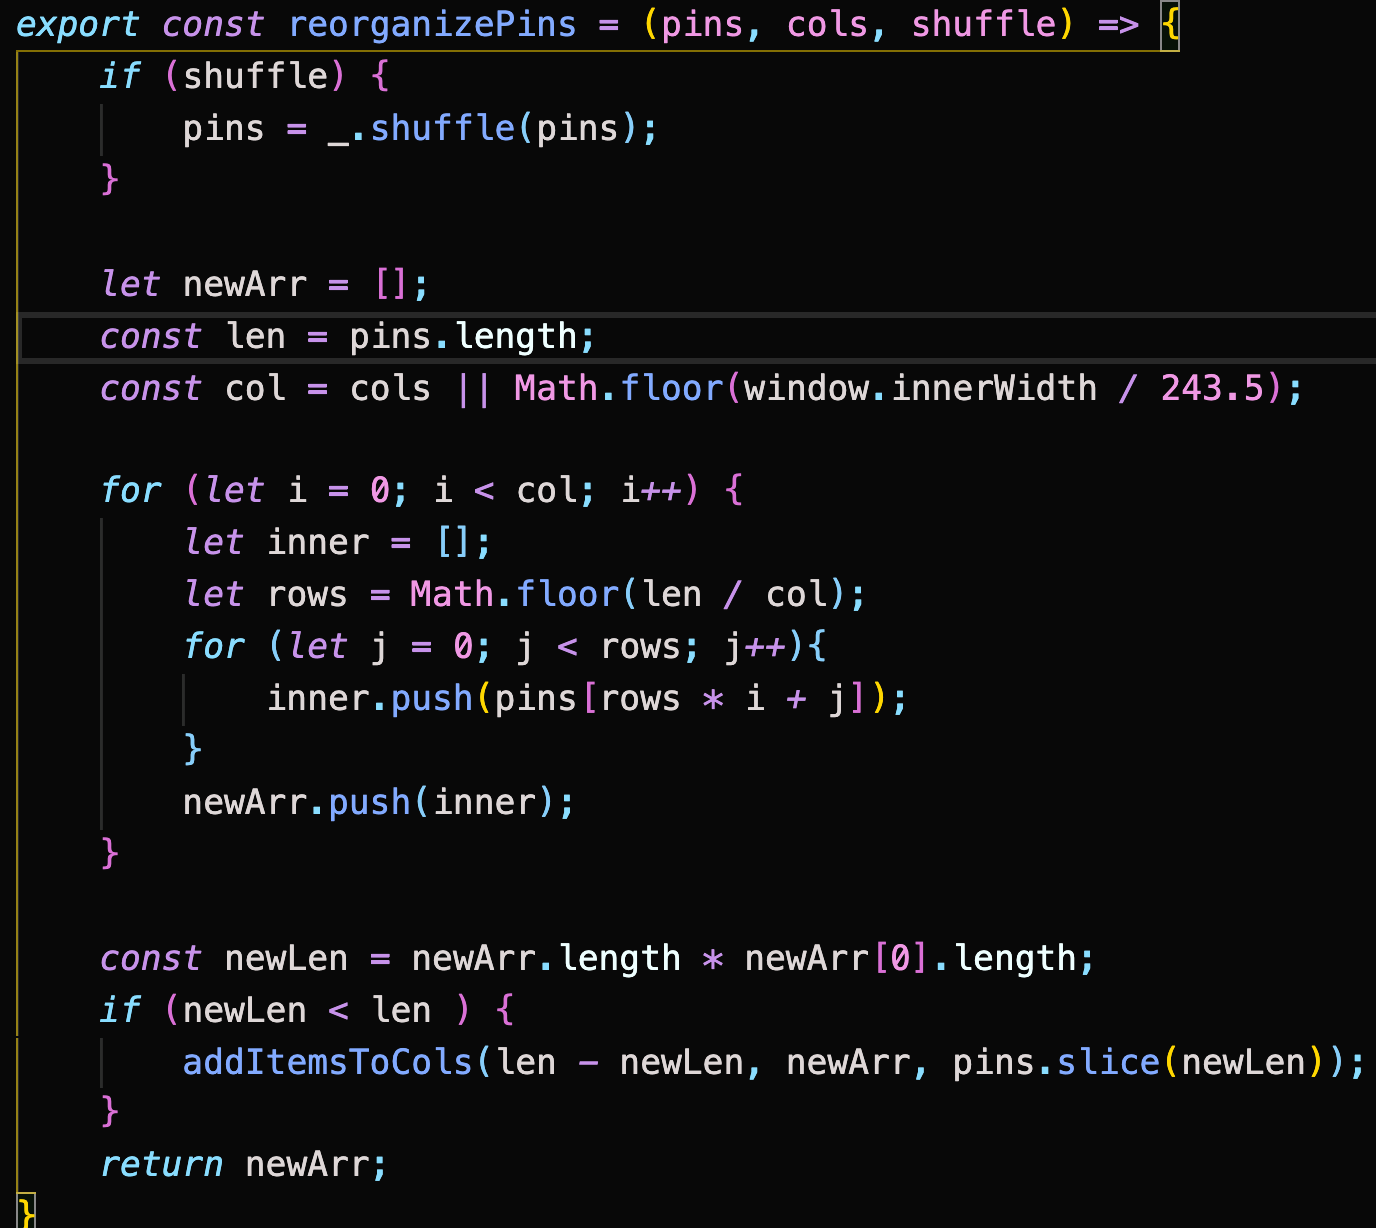 export const reorganizePins = (pins, cols, shuffle) => {
    if (shuffle) {
        pins = _.shuffle(pins);
    }

    let newArr = [];
    const len = pins.length;
    const col = cols || Math.floor(window.innerWidth / 243.5);

    for (let i = 0; i < col; i++) {
        let inner = [];
        let rows = Math.floor(len / col);
        for (let j = 0; j < rows; j++){
            inner.push(pins[rows * i + j]);
        }
        newArr.push(inner);
    }

    const newLen = newArr.length * newArr[0].length;
    if (newLen < len ) {
        addItemsToCols(len - newLen, newArr, pins.slice(newLen));
    }
    return newArr;
}